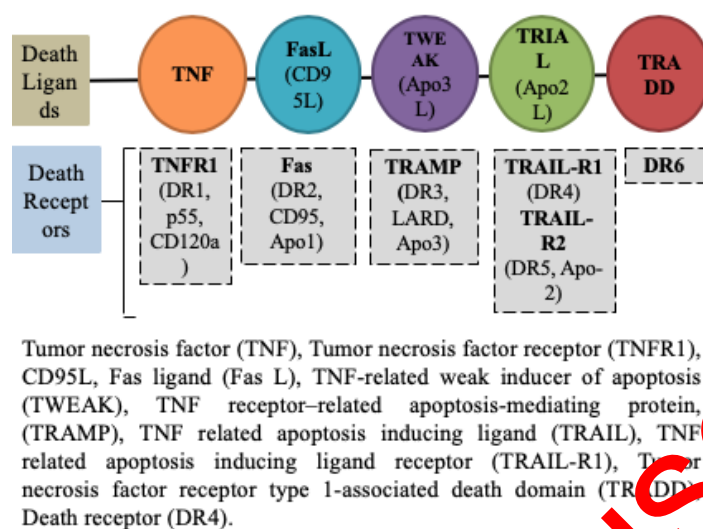 Death
Ligan
ds
TNF
FasL
(CD9
5L)
TWE
AK
(Apo3
L)
TRIA
L
(Apo2
L)
TRA
DD
Death
Recept
ors
TNFR1
(DR1,
p55,
CD120a
)
Fas
(DR2,
CD95,
Apo1)
TRAMP
(DR3,
LARD,
Apo3)
TRAIL-R1
(DR4)
TRAIL-
R2
(DR5, Apo-
2)
DR6
Tumor necrosis factor (TNF), Tumor necrosis factor receptor (TNFR1),
CD95L, Fas ligand (Fas L), TNF-related weak inducer of apoptosis
(TWEAK), TNF receptor–related apoptosis-mediating protein,
(TRAMP), TNF related apoptosis inducing ligand (TRAIL), TNF
related apoptosis inducing ligand receptor (TRAIL-R1), Tumor
necrosis factor receptor type 1-associated death domain (TRADD),
Death receptor (DR4).